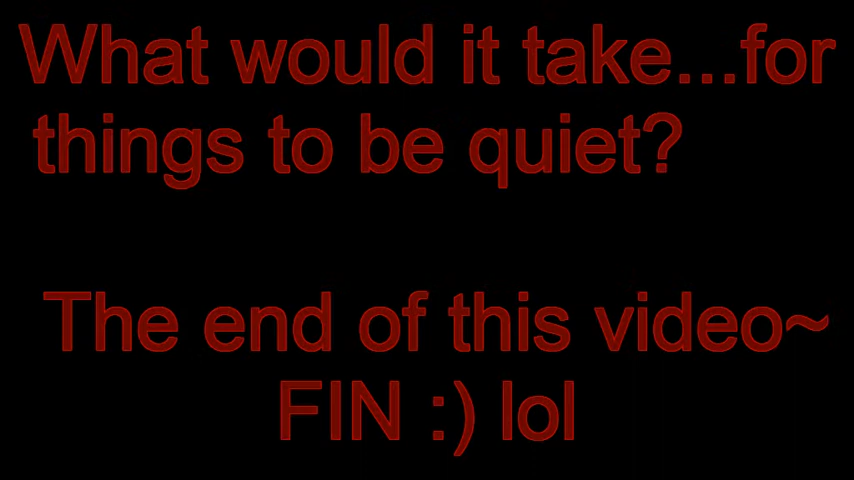 What would it take...for
things to be quiet?
The end of this video~
FIN :) lol